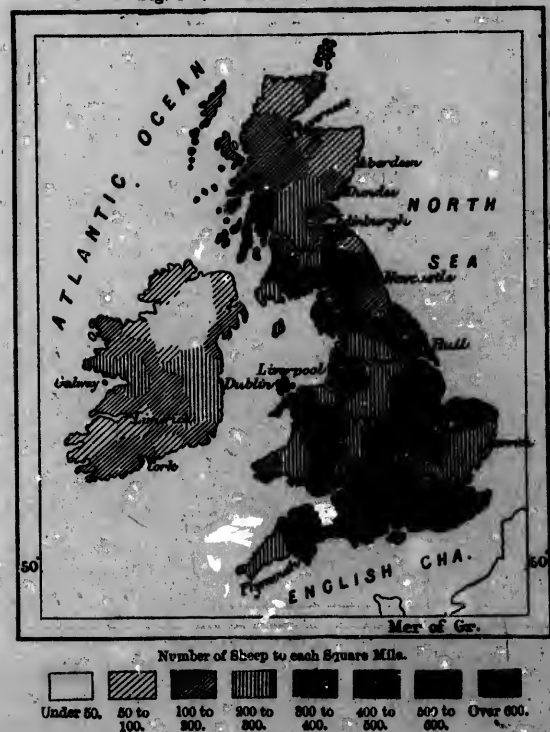 ATLANTIC OCEAN
Aberdeen
Dundee
NORTH
Edinburgh
SEA
Newcastle
Hull
Liverpool
Galway
Dublin
Limerick
Cork
50
50
ENGLISH CHA.
Plymouth
Mer of Gr.
Number of Sheep to each Square Mile.
Under 50. 50 to 100. 100 to 200. 200 to 300. 300 to 400. 400 to 500. 500 to 600. Over 600.